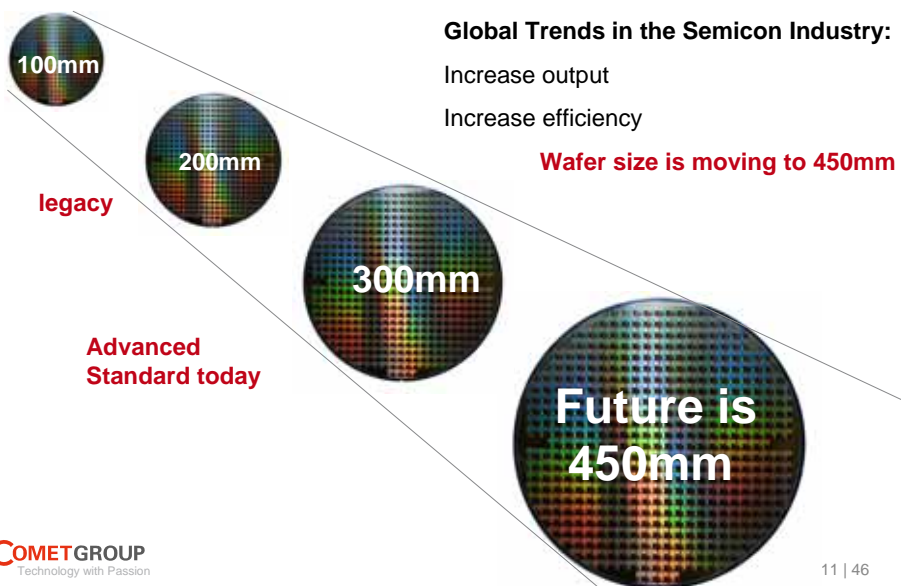 Global Trends in the Semicon Industry:
Increase output
Increase efficiency
Wafer size is moving to 450mm
100mm
200mm
legacy
300mm
Advanced
Standard today
Future is
450mm
COMETGROUP
Technology with Passion
11 | 46